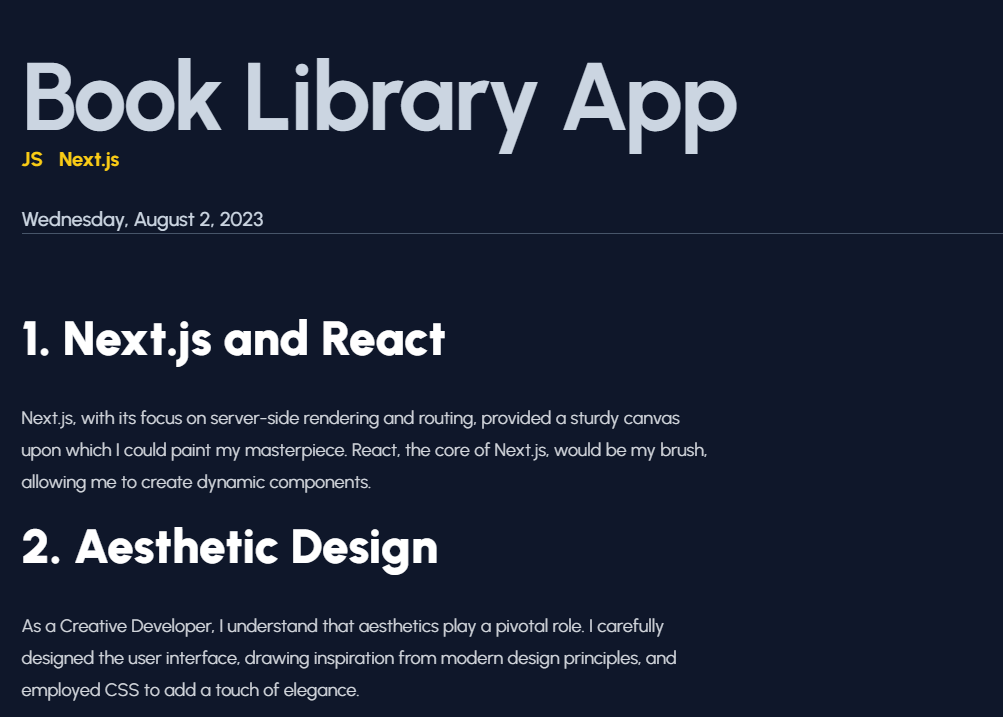 Book Library App
JS Next.js
Wednesday, August 2, 2023
1. Next.js and React
Next.js, with its focus on server-side rendering and routing, provided a sturdy canvas
upon which I could paint my masterpiece. React, the core of Next.js, would be my brush,
allowing me to create dynamic components.
2. Aesthetic Design
As a Creative Developer, I understand that aesthetics play a pivotal role. I carefully
designed the user interface, drawing inspiration from modern design principles, and
employed CSS to add a touch of elegance.